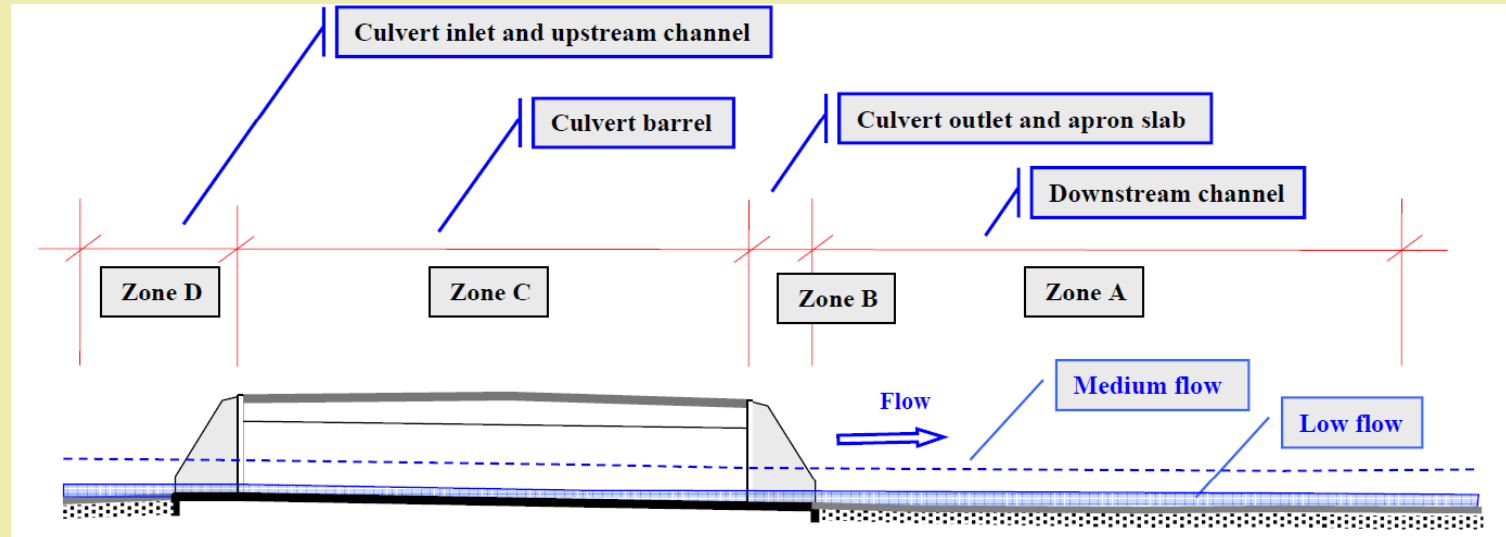 Culvert inlet and upstream channel
Culvert barrel
Culvert outlet and apron slab
Downstream channel
Zone D
Zone C
Zone B
Zone A
Medium flow
Flow
Low flow